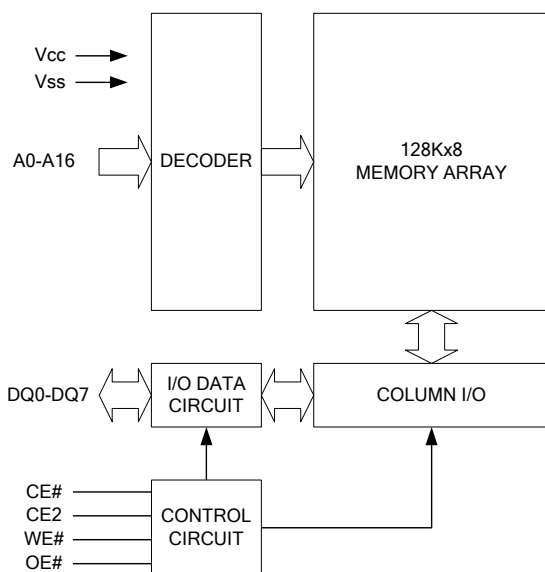 Vcc
Vss
A0-A16
DECODER
128Kx8
MEMORY ARRAY
DQ0-DQ7
I/O DATA
CIRCUIT
COLUMN I/O
CE#
CE2
WE#
OE#
CONTROL
CIRCUIT